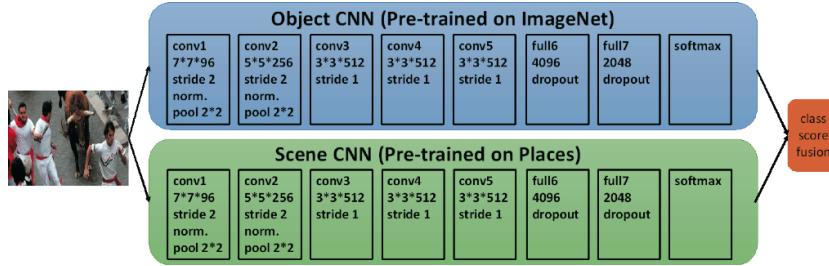 Object CNN (Pre-trained on ImageNet)
conv1
7*7*96
stride 2
norm.
pool 2*2
conv2
5*5*256
stride 2
norm.
pool 2*2
conv3
3*3*512
stride 1
conv4
3*3*512
stride 1
conv5
3*3*512
stride 1
full6
4096
dropout
full7
2048
dropout
softmax
Scene CNN (Pre-trained on Places)
conv1
7*7*96
stride 2
norm.
pool 2*2
conv2
5*5*256
stride 2
norm.
pool 2*2
conv3
3*3*512
stride 1
conv4
3*3*512
stride 1
conv5
3*3*512
stride 1
full6
4096
dropout
full7
2048
dropout
softmax
class
score
fusion